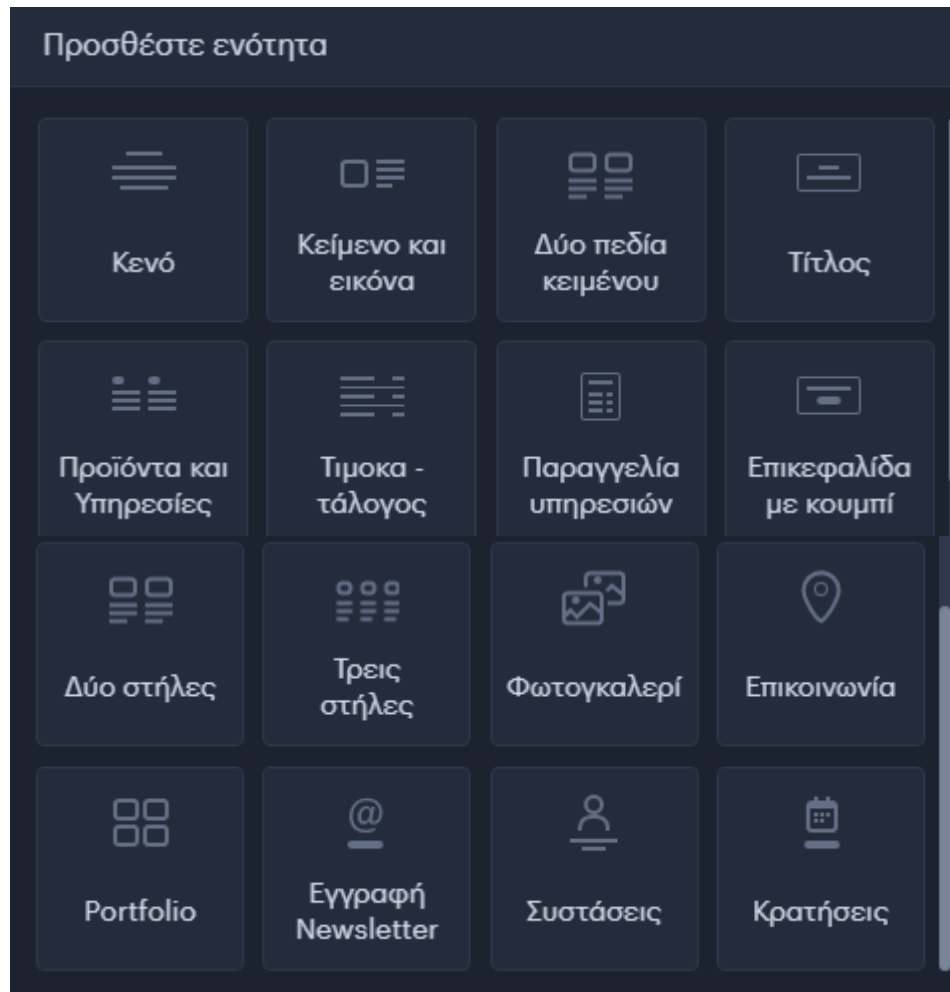 Προσθέστε ενότητα
Κενό
Κείμενο και
εικόνα
Δύο πεδία
κειμένου
Τίτλος
Προϊόντα και
Υπηρεσίες
Τιμοκα -
τάλογος
Παραγγελία
υπηρεσιών
Επικεφαλίδα
με κουμπί
Δύο στήλες
Τρεις
στήλες
Φωτογκαλερί
Επικοινωνία
Portfolio
@
Εγγραφή
Newsletter
Συστάσεις
Κρατήσεις